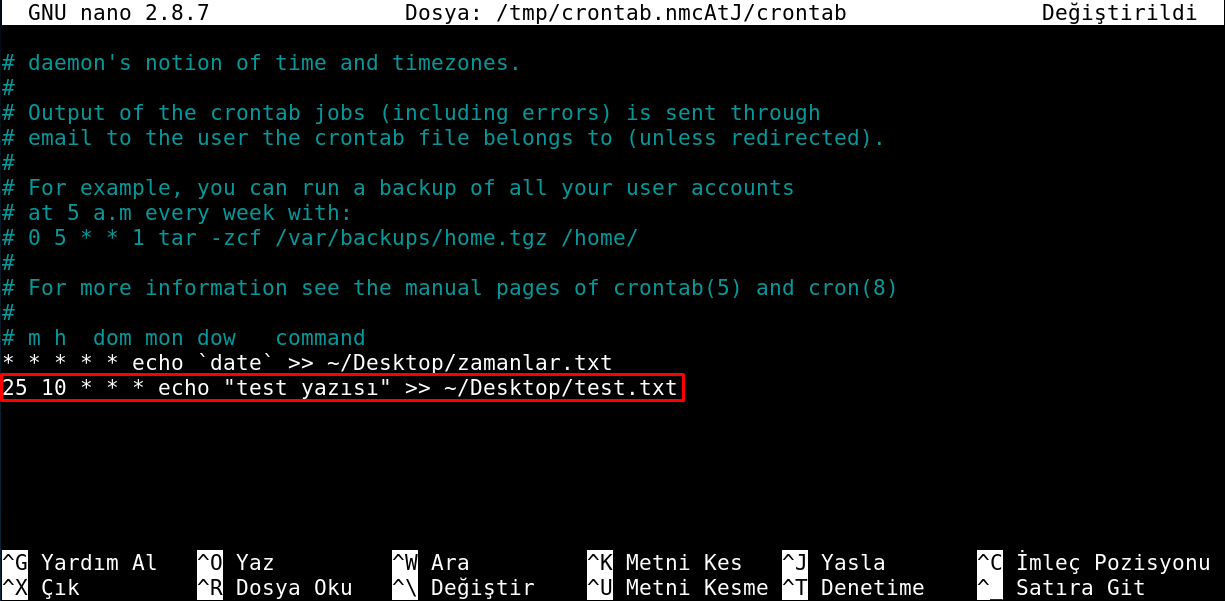 GNU nano 2.8.7 Dosya: /tmp/crontab.nmcAtJ/crontab Değiştirildi
# daemon's notion of time and timezones.
#
# Output of the crontab jobs (including errors) is sent through
# email to the user the crontab file belongs to (unless redirected).
#
# For example, you can run a backup of all your user accounts
# at 5 a.m every week with:
# 0 5 * * 1 tar -zcf /var/backups/home.tgz /home/
#
# For more information see the manual pages of crontab(5) and cron(8)
#
# m h  dom mon dow   command
* * * * * echo `date` >> ~/Desktop/zamanlar.txt
25 10 * * * echo "test yazısı" >> ~/Desktop/test.txt
^G Yardım Al ^O Yaz ^W Ara ^K Metni Kes ^J Yasla ^C İmleç Pozisyonu
^X Çık ^R Dosya Oku ^\ Değiştir ^U Metni Kesme ^T Denetime ^_ Satıra Git